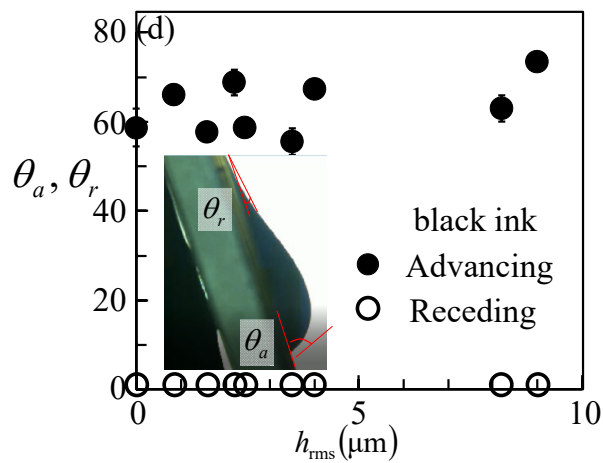 (d)
80
60
θa, θr
40
20
0
θr
θa
black ink
Advancing
Receding
0
5
10
hrms(μm)